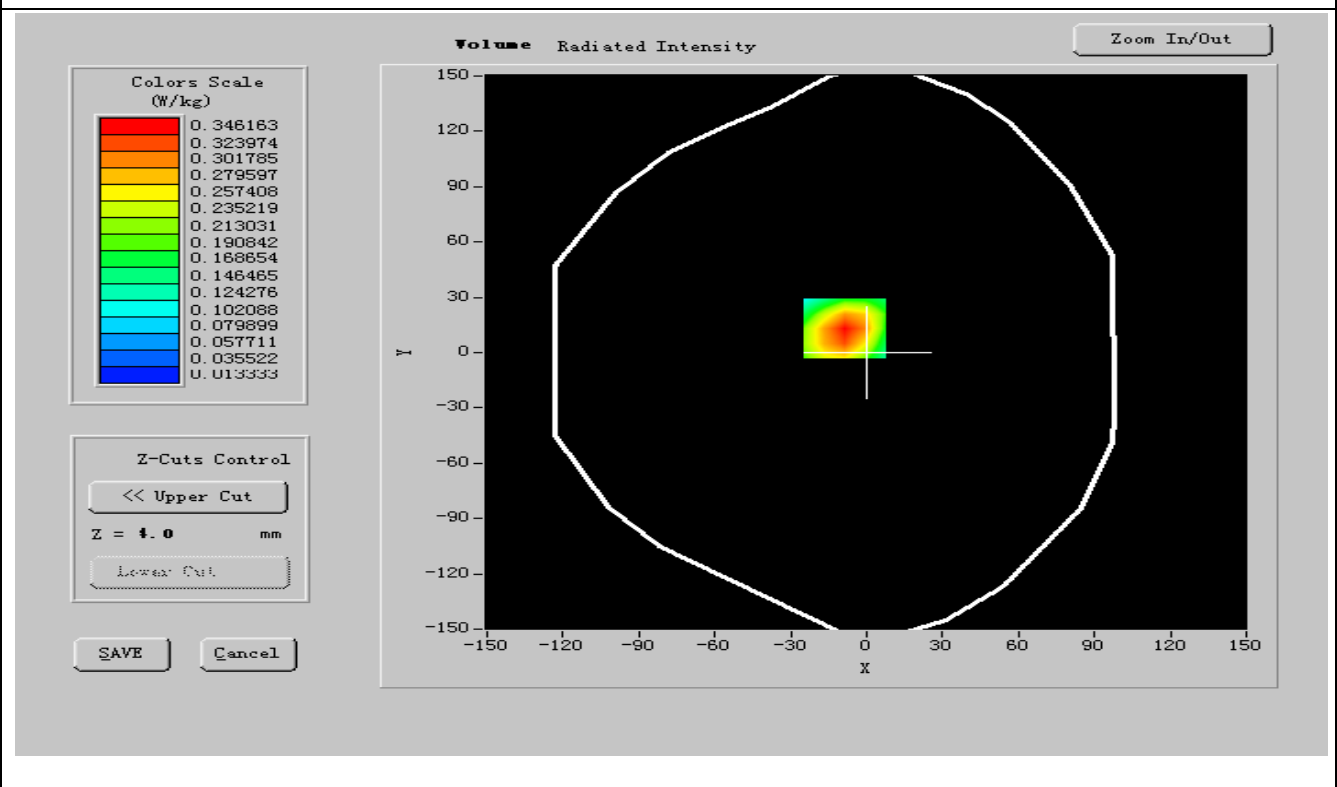 Volume Radiated Intensity
Zoom In/Out
Colors Scale
(W/kg)
0.346163
0.323974
0.301785
0.279597
0.257408
0.235219
0.213031
0.190842
0.168654
0.146465
0.124276
0.102088
0.079899
0.057711
0.035522
0.013333
Z-Cuts Control
<< Upper Cut
Z = 4.0 mm
Lower Cut
SAVE Cancel
150
120
90
60
30
0
-30
-60
-90
-120
-150
Y
-150 -120 -90 -60 -30 0 30 60 90 120 150
X